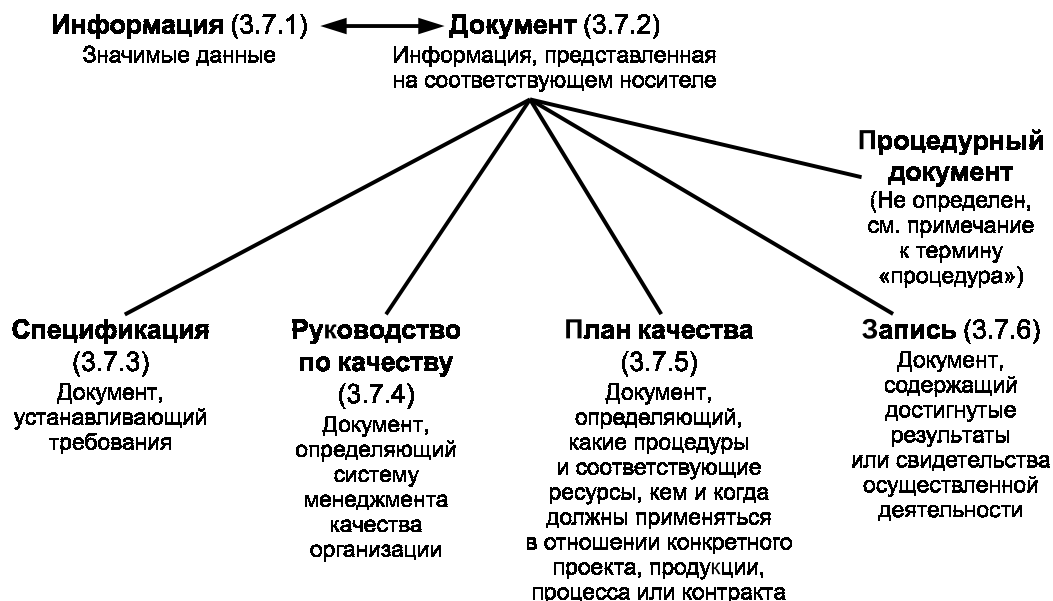 Информация (3.7.1)
Значимые данные
Документ (3.7.2)
Информация, представленная
на соответствующем носителе
Процедурный
документ
(Не определен,
см. примечание
к термину
«процедура»)
Спецификация
(3.7.3)
Документ,
устанавливающий
требования
Руководство
по качеству
(3.7.4)
Документ,
определяющий
систему
менеджмента
качества
организации
План качества
(3.7.5)
Документ,
определяющий,
какие процедуры
и соответствующие
ресурсы, кем и когда
должны применяться
в отношении конкретного
проекта, продукции,
процесса или контракта
Запись (3.7.6)
Документ,
содержащий
достигнутые
результаты
или свидетельства
осуществленной
деятельности